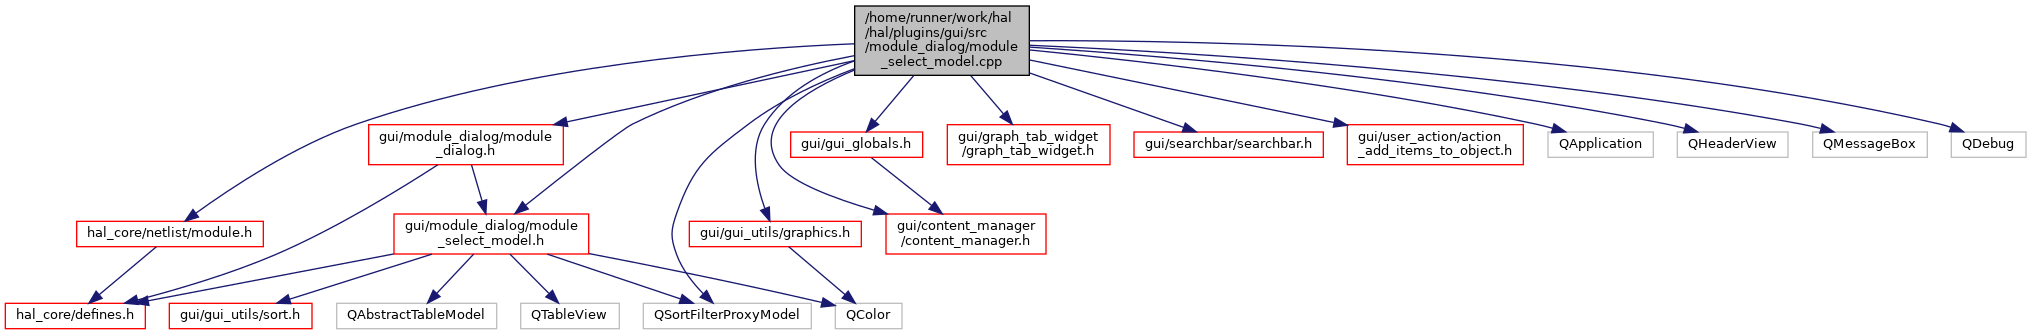 /home/runner/work/hal
/hal/plugins/gui/src
/module_dialog/module
_select_model.cpp
gui/module_dialog/module
_dialog.h
gui/gui_globals.h
gui/graph_tab_widget
/graph_tab_widget.h
gui/searchbar/searchbar.h
gui/user_action/action
_add_items_to_object.h
QApplication
QHeaderView
QMessageBox
QDebug
hal_core/netlist/module.h
gui/module_dialog/module
_select_model.h
gui/gui_utils/graphics.h
gui/content_manager
/content_manager.h
hal_core/defines.h
gui/gui_utils/sort.h
QAbstractTableModel
QTableView
QSortFilterProxyModel
QColor